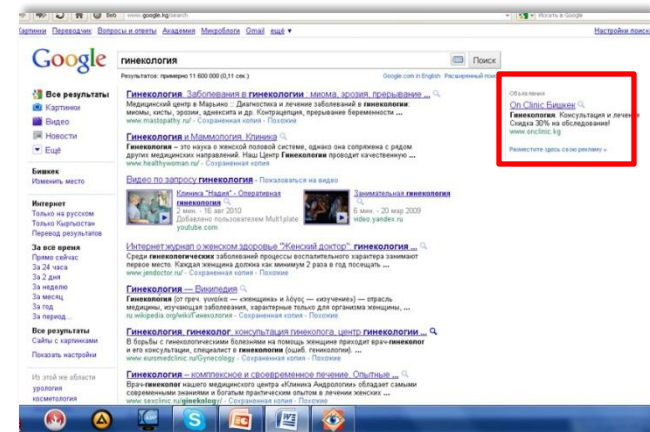 www.google.kg/search
Искать в Google
Картинки Переводчик Вопросы и ответы Академия Микроблоги Gmail ещё ▼
Настройки поиска
Google
гинекология
Поиск
Результатов: примерно 11 600 000 (0,11 сек.)
Google.com in English Расширенный поиск
Все результаты
Картинки
Видео
Новости
Ещё
Бишкек
Изменить место
Интернет
Только на русском
Только Кыргызстан
Перевод результатов
За всё время
Прямо сейчас
За 24 часа
За 2 дня
За неделю
За месяц
За год
За период...
Все результаты
Сайты с картинками
Показать настройки
Из этой же области
урология
косметология
Гинекология. Заболевания в гинекологии : миома, эрозия, прерывание ...
Медицинский центр в Марьино :: Диагностика и лечение заболеваний в гинекологии:
миомы, кисты, эрозии, аднексита и др. Контрацепция, прерывание беременности ...
www.mastopathy.ru/ - Сохраненная копия - Похожие
Гинекология и Маммология. Клиника
Гинекология – это наука о женской половой системе, однако она сопряжена с рядом
других медицинских направлений. Наш Центр Гинекологии проводит качественную ...
www.healthywoman.ru/ - Сохраненная копия - Похожие
Видео по запросу гинекология - Пожаловаться на видео
Клиника "Надия" - Оперативная
гинекология
2 мин. - 16 авг 2010
Добавлено пользователем Multiplate
youtube.com
Занимательная гинекология
6 мин. - 20 мар 2009
video.yandex.ru
Интернет журнал о женском здоровье "Женский доктор": гинекология ...
Среди гинекологических заболеваний процессы воспалительного характера занимают
первое место. Каждая женщина должна как минимум 2 раза в год посещать ...
www.jendoctor.ru/ - Сохраненная копия - Похожие
Гинекология — Википедия
Гинекология (от греч. γυναίκα — «женщина» и λόγος — «изучение») — отрасль
медицины, изучающая заболевания, характерные только для организма женщины, ...
ru.wikipedia.org/wiki/Гинекология - Сохраненная копия - Похожие
Гинекология, гинеколог, консультация гинеколога, центр гинекологии ...
В борьбы с гинекологическими болезнями на помощь женщине приходит врач-гинеколог
и его консультации, специалист в гинекологии (ошиб. геникологии). ...
www.eurosmedclinic.ru/Gynecology - Сохраненная копия - Похожие
Гинекология – комплексное и своевременное лечение. Опытные ...
Врач-гинеколог нашего медицинского центра «Клиника Андрологии» обладает самыми
современными знаниями и богатым практическим опытом в лечении женских ...
www.sexclinic.ru/ginekology/ - Сохраненная копия - Похожие
Объявления
On Clinic Бишкек
Гинекология. Консультация и лечение
Скидка 30% на обследования!
www.onclinic.kg
Разместите здесь свою рекламу »